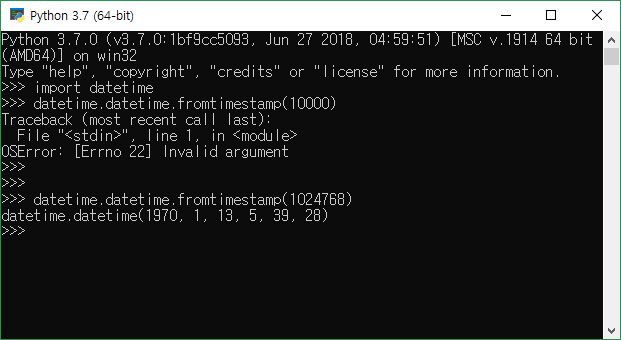 Python 3.7 (64-bit)
Python 3.7.0 (v3.7.0:1bf9cc5093, Jun 27 2018, 04:59:51) [MSC v.1914 64 bit
(AMD64)] on win32
Type "help", "copyright", "credits" or "license" for more information.
>>> import datetime
>>> datetime.datetime.fromtimestamp(10000)
Traceback (most recent call last):
  File "<stdin>", line 1, in <module>
OSError: [Errno 22] Invalid argument
>>>
>>>
>>> datetime.datetime.fromtimestamp(1024768)
datetime.datetime(1970, 1, 13, 5, 39, 28)
>>>